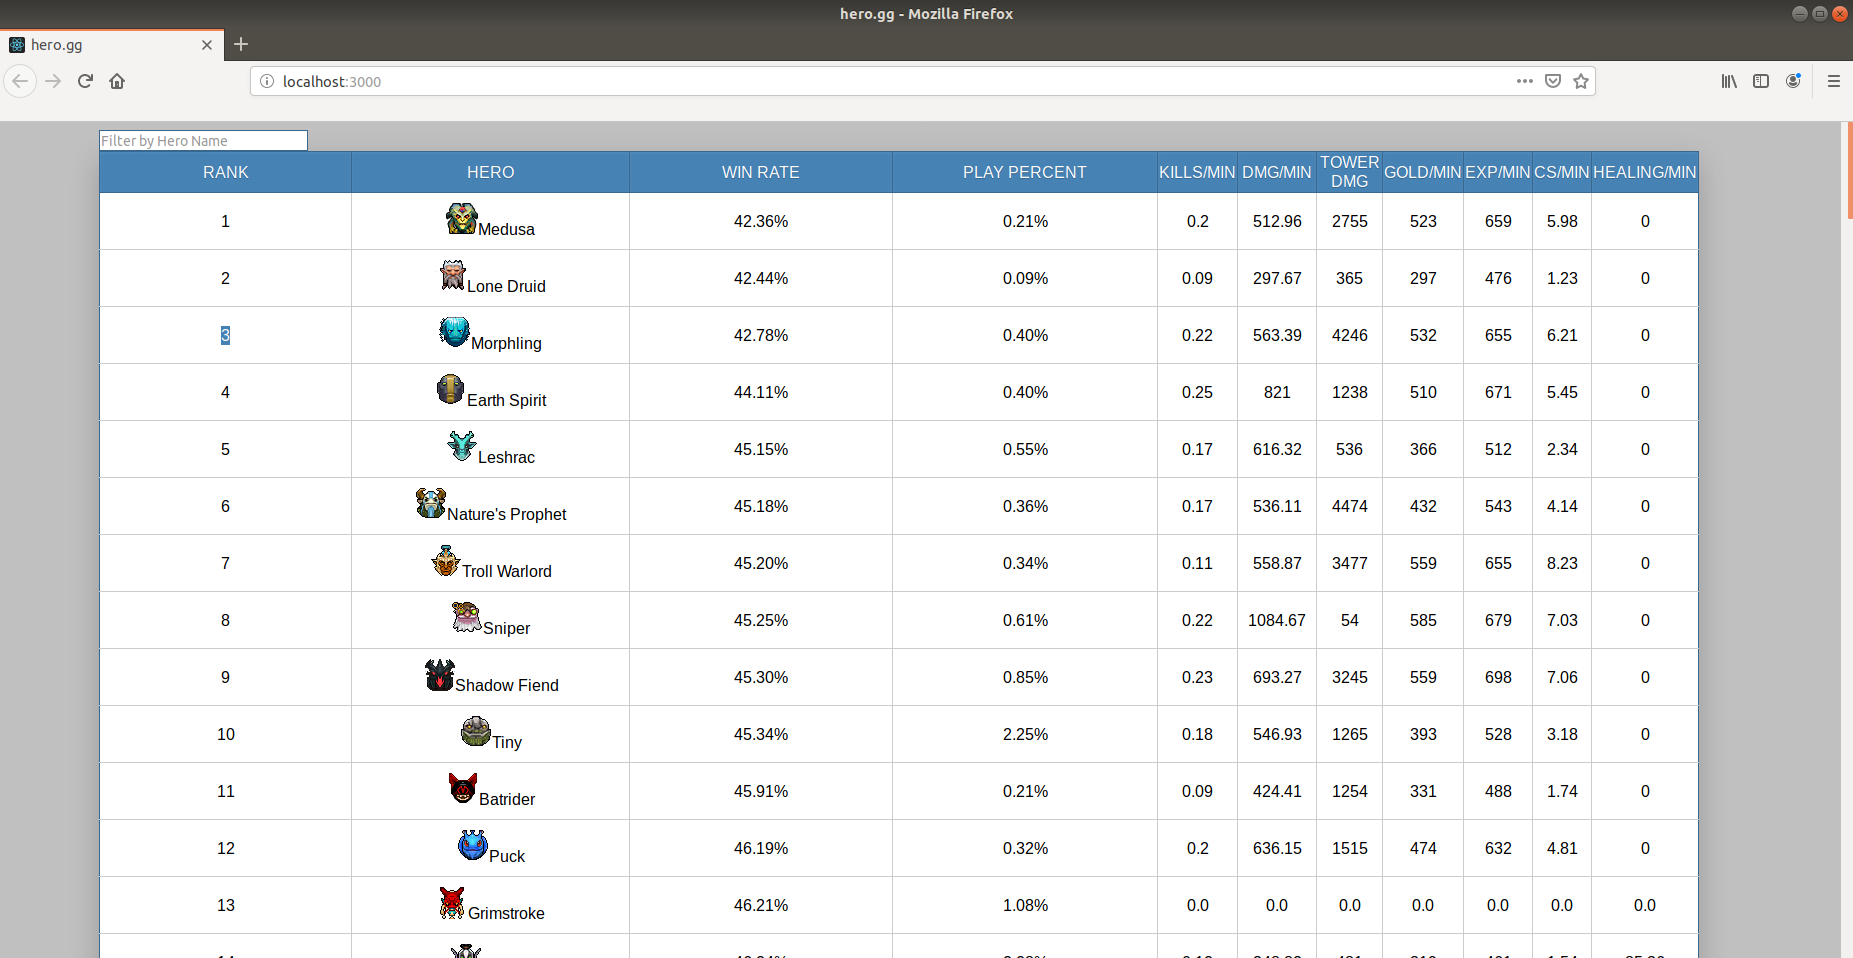 hero.gg - Mozilla Firefox
hero.gg
localhost:3000
Filter by Hero Name
RANK HERO WIN RATE PLAY PERCENT KILLS/MIN DMG/MIN TOWER DMG GOLD/MIN EXP/MIN CS/MIN HEALING/MIN
1 Medusa 42.36% 0.21% 0.2 512.96 2755 523 659 5.98 0
2 Lone Druid 42.44% 0.09% 0.09 297.67 365 297 476 1.23 0
3 Morphling 42.78% 0.40% 0.22 563.39 4246 532 655 6.21 0
4 Earth Spirit 44.11% 0.40% 0.25 821 1238 510 671 5.45 0
5 Leshrac 45.15% 0.55% 0.17 616.32 536 366 512 2.34 0
6 Nature's Prophet 45.18% 0.36% 0.17 536.11 4474 432 543 4.14 0
7 Troll Warlord 45.20% 0.34% 0.11 558.87 3477 559 655 8.23 0
8 Sniper 45.25% 0.61% 0.22 1084.67 54 585 679 7.03 0
9 Shadow Fiend 45.30% 0.85% 0.23 693.27 3245 559 698 7.06 0
10 Tiny 45.34% 2.25% 0.18 546.93 1265 393 528 3.18 0
11 Batrider 45.91% 0.21% 0.09 424.41 1254 331 488 1.74 0
12 Puck 46.19% 0.32% 0.2 636.15 1515 474 632 4.81 0
13 Grimstroke 46.21% 1.08% 0.0 0.0 0.0 0.0 0.0 0.0 0.0